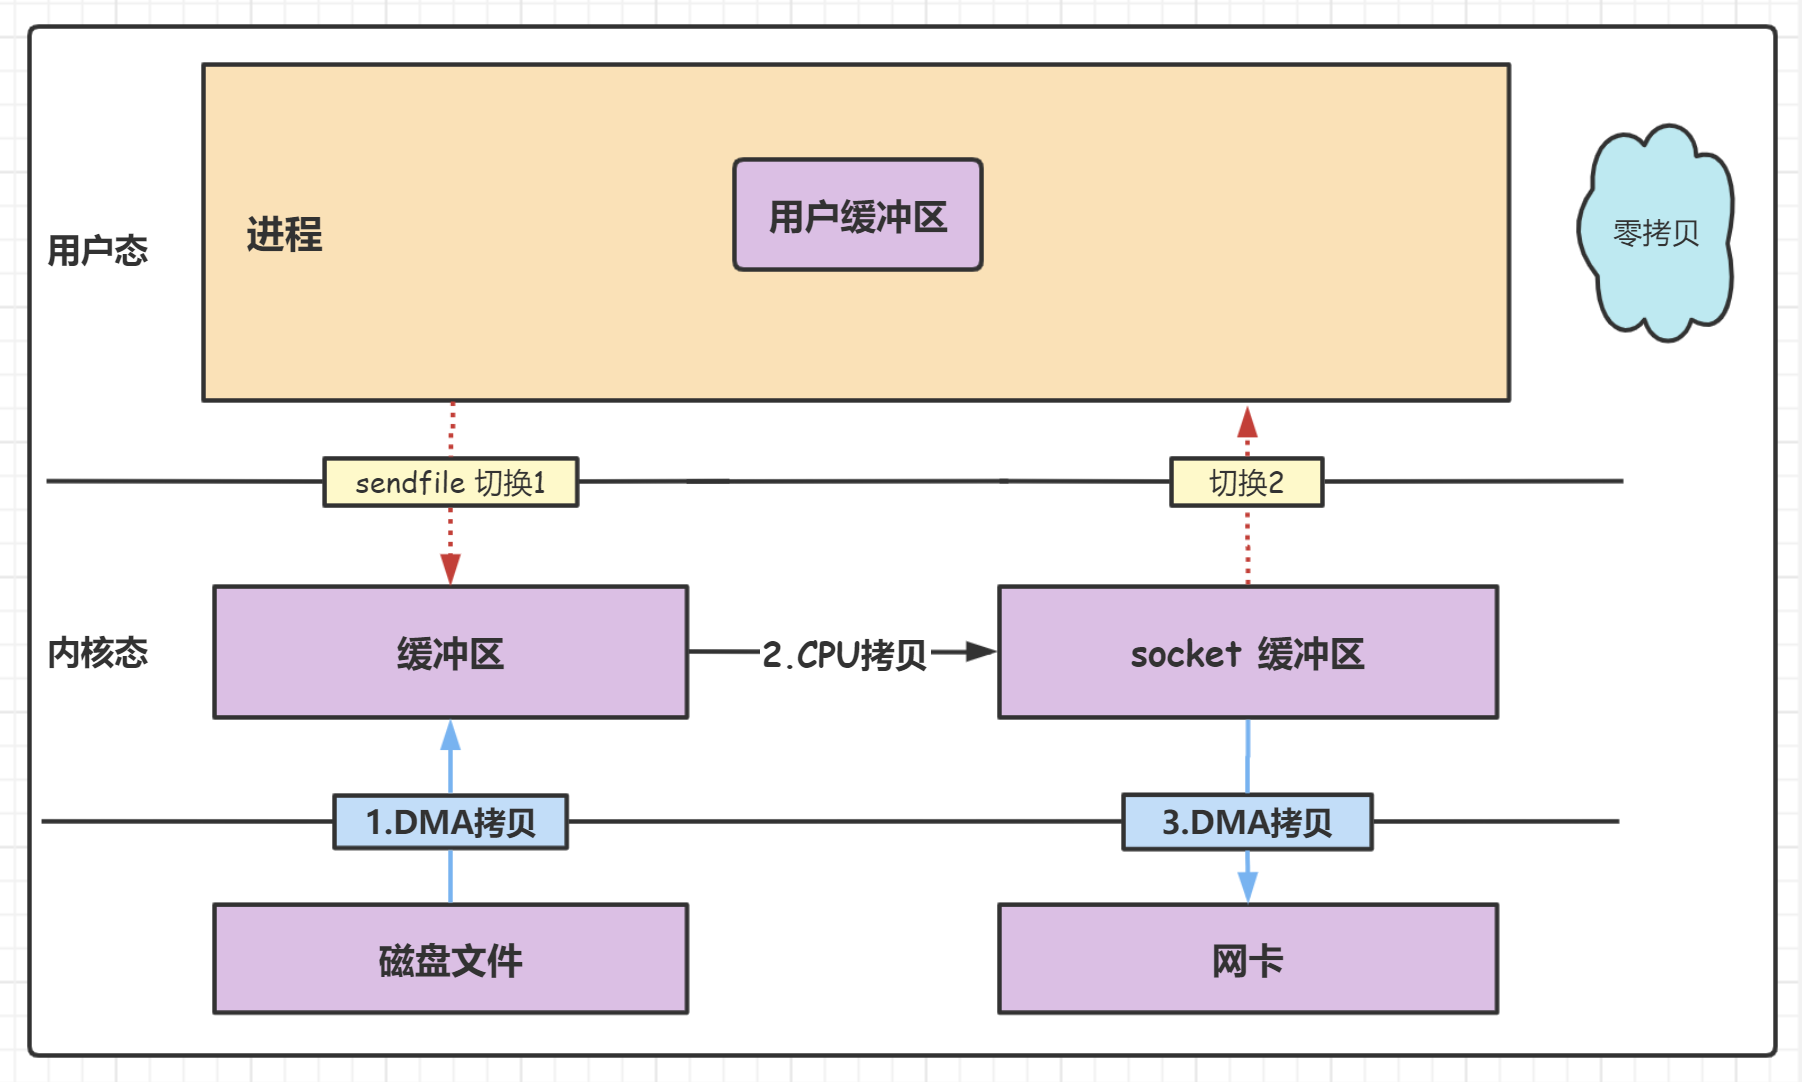 用户缓冲区
进程
用户态
零拷贝
sendfile 切换1
切换2
内核态
缓冲区
2.CPU拷贝
socket 缓冲区
1.DMA拷贝
3.DMA拷贝
磁盘文件
网卡